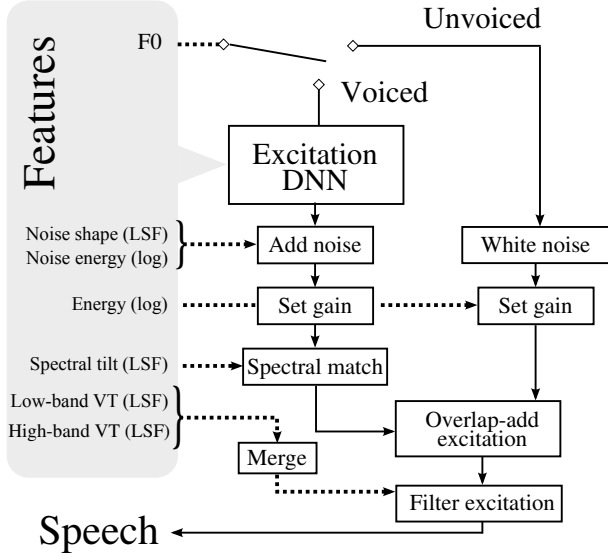 Features
F0
Unvoiced
Voiced
Excitation
DNN
Noise shape (LSF)
Noise energy (log)
Add noise
White noise
Energy (log)
Set gain
Set gain
Spectral tilt (LSF)
Spectral match
Low-band VT (LSF)
High-band VT (LSF)
Overlap-add
excitation
Merge
Filter excitation
Speech